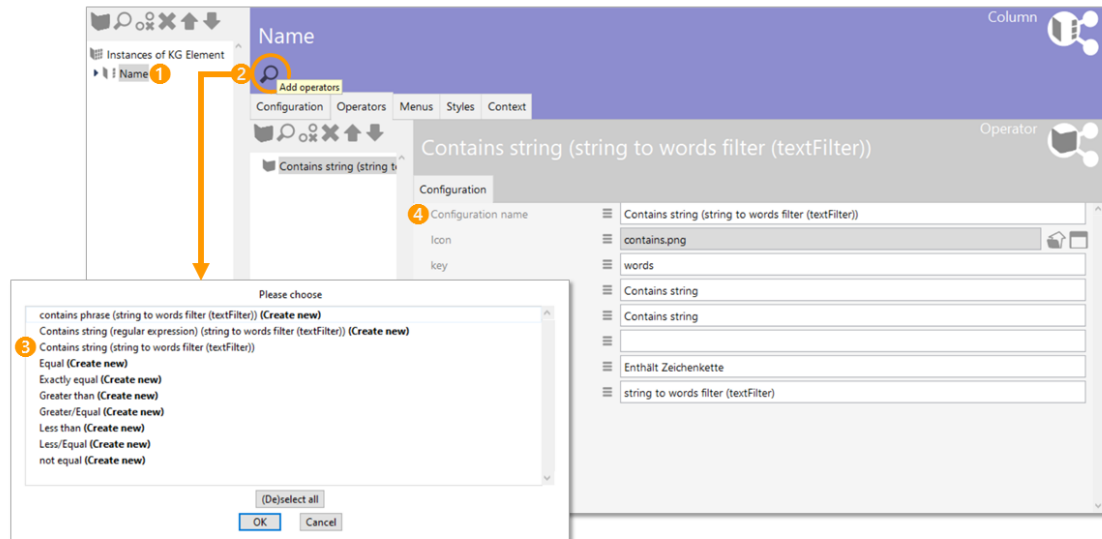 Column
Name
Instances of KG Element
Name 1
2
Add operators
Configuration Operators Menus Styles Context
Operator
Contains string (string to words filter (textFilter))
Contains string (string t
Configuration
4 Configuration name Contains string (string to words filter (textFilter))
Icon contains.png
key words
Contains string
Contains string
Enthält Zeichenkette
string to words filter (textFilter)
Please choose
contains phrase (string to words filter (textFilter)) (Create new)
Contains string (regular expression) (string to words filter (textFilter)) (Create new)
3 Contains string (string to words filter (textFilter))
Equal (Create new)
Exactly equal (Create new)
Greater than (Create new)
Greater/Equal (Create new)
Less than (Create new)
Less/Equal (Create new)
not equal (Create new)
(De)select all
OK Cancel